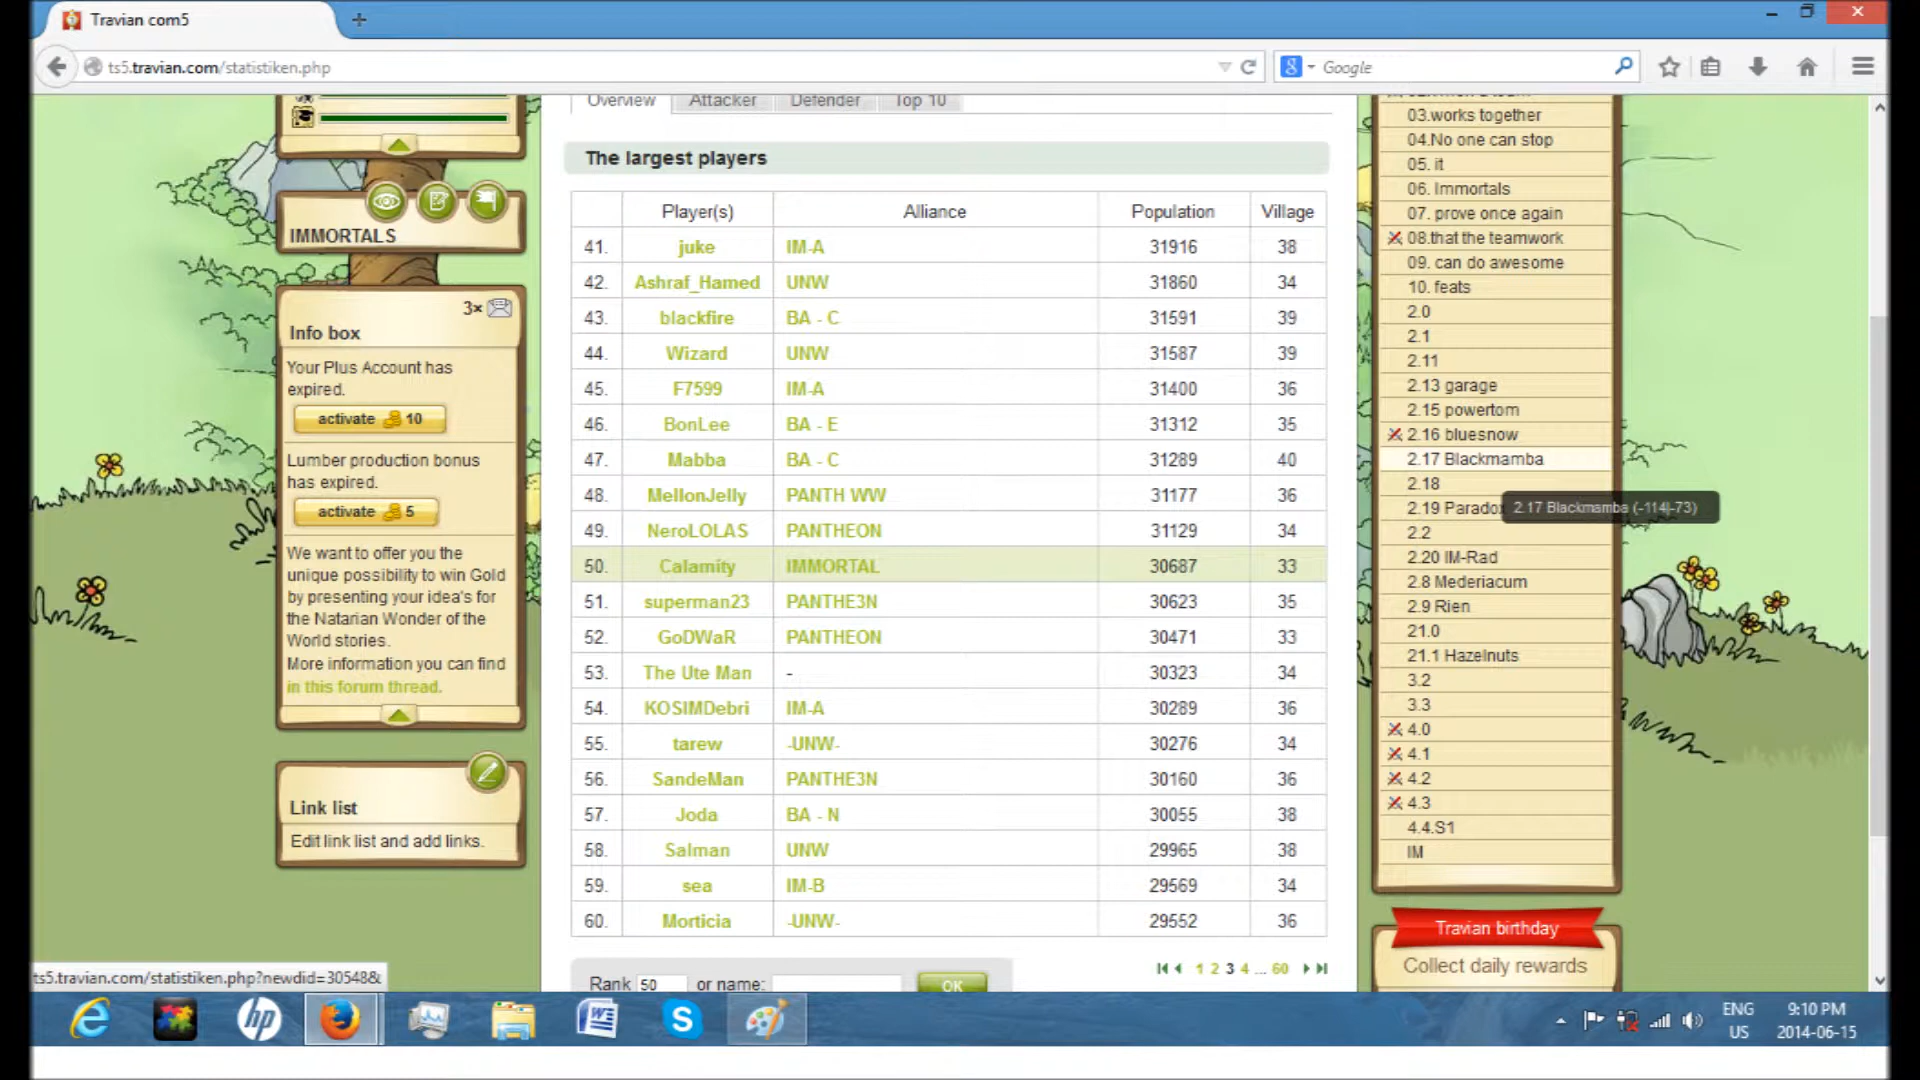 Travian com5
ts5.travian.com/statistiken.php
Google
Overview Attacker Defender Top 10
IMMORTALS
3x
Info box
Your Plus Account has
expired.
activate 10
Lumber production bonus
has expired.
activate 5
We want to offer you the
unique possibility to win Gold
by presenting your idea's for
the Natarian Wonder of the
World stories.
More information you can find
in this forum thread.
Link list
Edit link list and add links.
The largest players
Player(s) Alliance Population Village
41. juke IM-A 31916 38
42. Ashraf_Hamed UNW 31860 34
43. blackfire BA - C 31591 39
44. Wizard UNW 31587 39
45. F7599 IM-A 31400 36
46. BonLee BA - E 31312 35
47. Mabba BA - C 31289 40
48. MellonJelly PANTH WW 31177 36
49. NeroLOLAS PANTHEON 31129 34
50. Calamity IMMORTAL 30687 33
51. superman23 PANTHE3N 30623 35
52. GoDWaR PANTHEON 30471 33
53. The Ute Man - 30323 34
54. KOSIMDebri IM-A 30289 36
55. tarew -UNW- 30276 34
56. SandeMan PANTHE3N 30160 36
57. Joda BA - N 30055 38
58. Salman UNW 29965 38
59. sea IM-B 29569 34
60. Morticia -UNW- 29552 36
1 2 3 4 ... 60
Rank 50 or name: OK
03.works together
04.No one can stop
05. it
06. Immortals
07. prove once again
08.that the teamwork
09. can do awesome
10. feats
2.0
2.1
2.11
2.13 garage
2.15 powertom
2.16 bluesnow
2.17 Blackmamba
2.18
2.19 Paradox
2.17 Blackmamba (-114|-73)
2.2
2.20 IM-Rad
2.8 Mederiacum
2.9 Rien
21.0
21.1 Hazelnuts
3.2
3.3
4.0
4.1
4.2
4.3
4.4.S1
IM
Travian birthday
Collect daily rewards
ts5.travian.com/statistiken.php?newdid=30548&
ENG
US
9:10 PM
2014-06-15